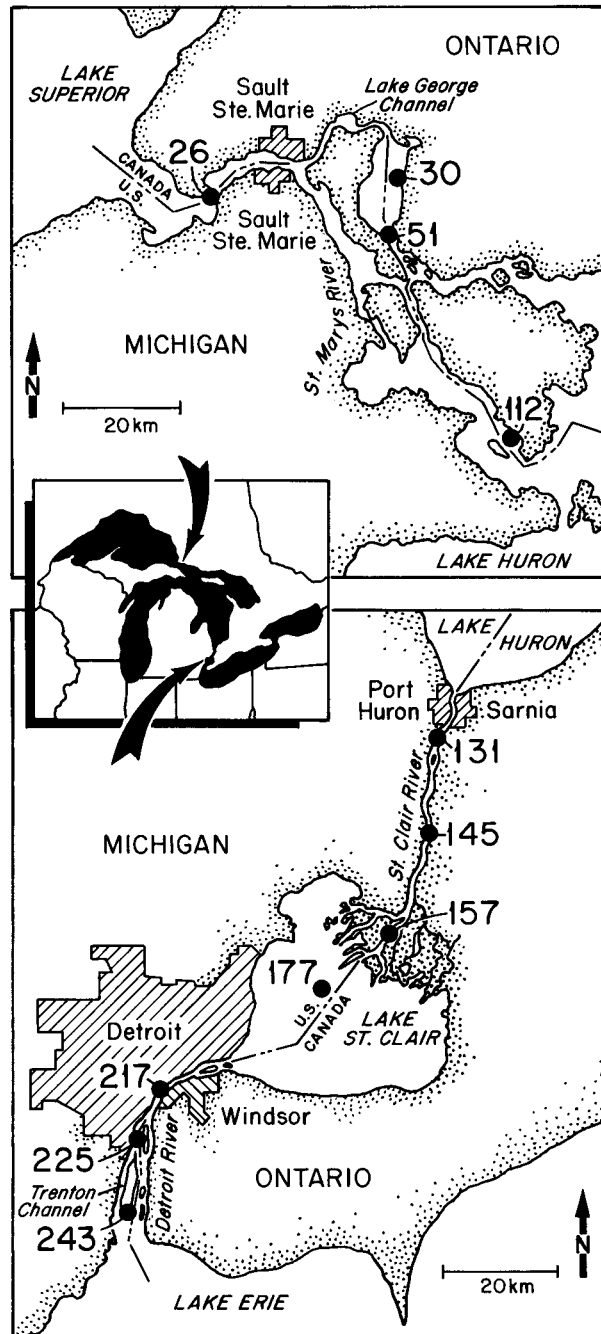 ONTARIO
LAKE
SUPERIOR
Lake George
Channel
Sault
Ste. Marie
CANADA
U.S.
26
30
Sault
Ste. Marie
51
St. Marys River
MICHIGAN
N
20 km
112
LAKE HURON
LAKE
HURON
Port
Huron
Sarnia
131
St. Clair River
145
MICHIGAN
157
177
U.S.
CANADA
LAKE
ST. CLAIR
Detroit
217
Windsor
225
Detroit River
Trenton
Channel
ONTARIO
243
N
20 km
LAKE ERIE